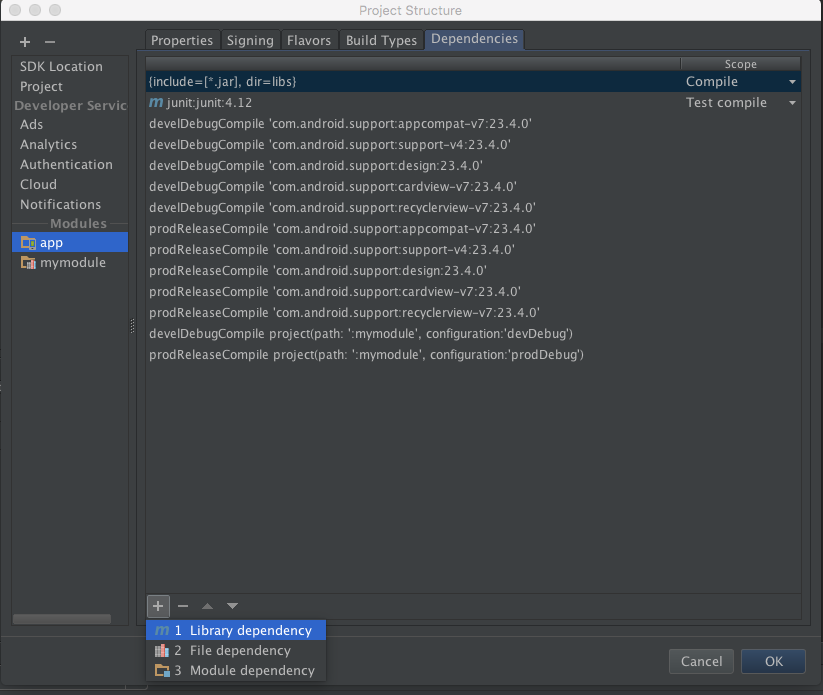 Project Structure
Properties Signing Flavors Build Types Dependencies
SDK Location
Project
Developer Servic
Ads
Analytics
Authentication
Cloud
Notifications
Modules
app
mymodule
Scope
{include=[*.jar], dir=libs} Compile
m junit:junit:4.12 Test compile
develDebugCompile 'com.android.support:appcompat-v7:23.4.0'
develDebugCompile 'com.android.support:support-v4:23.4.0'
develDebugCompile 'com.android.support:design:23.4.0'
develDebugCompile 'com.android.support:cardview-v7:23.4.0'
develDebugCompile 'com.android.support:recyclerview-v7:23.4.0'
prodReleaseCompile 'com.android.support:appcompat-v7:23.4.0'
prodReleaseCompile 'com.android.support:support-v4:23.4.0'
prodReleaseCompile 'com.android.support:design:23.4.0'
prodReleaseCompile 'com.android.support:cardview-v7:23.4.0'
prodReleaseCompile 'com.android.support:recyclerview-v7:23.4.0'
develDebugCompile project(path: ':mymodule', configuration:'devDebug')
prodReleaseCompile project(path: ':mymodule', configuration:'prodDebug')
m 1 Library dependency
2 File dependency
3 Module dependency
Cancel OK